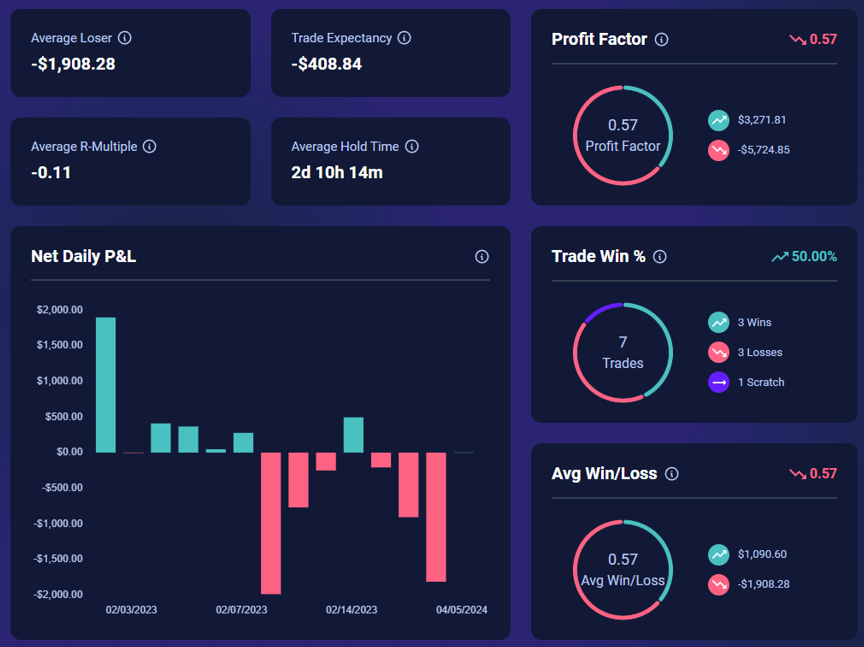 Average Loser
-$1,908.28
Trade Expectancy
-$408.84
Profit Factor
0.57
0.57
Profit Factor
$3,271.81
-$5,724.85
Average R-Multiple
-0.11
Average Hold Time
2d 10h 14m
Net Daily P&L
$2,000.00
$1,500.00
$1,000.00
$500.00
$0.00
-$500.00
-$1,000.00
-$1,500.00
-$2,000.00
02/03/2023
02/07/2023
02/14/2023
04/05/2024
Trade Win %
50.00%
7
Trades
3 Wins
3 Losses
1 Scratch
Avg Win/Loss
0.57
0.57
Avg Win/Loss
$1,090.60
-$1,908.28